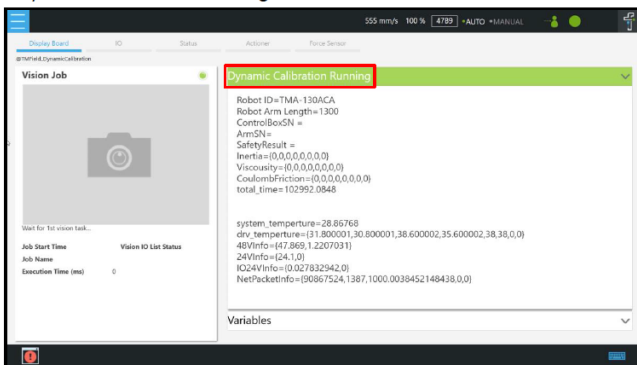 555 mm/s 100 % 4789 •AUTO •MANUAL
Display Board IO Status Actioner Force Sensor
@TMField_DynamicCalibration
Vision Job
Wait for 1st vision task...
Job Start Time Vision IO List Status
Job Name
Execution Time (ms) 0
Dynamic Calibration Running
Robot ID=TMA-130ACA
Robot Arm Length=1300
ControlBoxSN =
ArmSN=
SafetyResult =
Inertia={0,0,0,0,0,0,0,0}
Viscousity={0,0,0,0,0,0,0,0}
CoulombFriction={0,0,0,0,0,0,0,0}
total_time=102992.0848
system_temperture=28.86768
drv_temperture={31.800001,30.800001,38.600002,35.600002,38,38,0,0}
48VInfo={47.869,1.2207031}
24VInfo={24.1,0}
IO24VInfo={0.027832942,0}
NetPacketInfo={90867524,1387,1000.0038452148438,0,0}
Variables